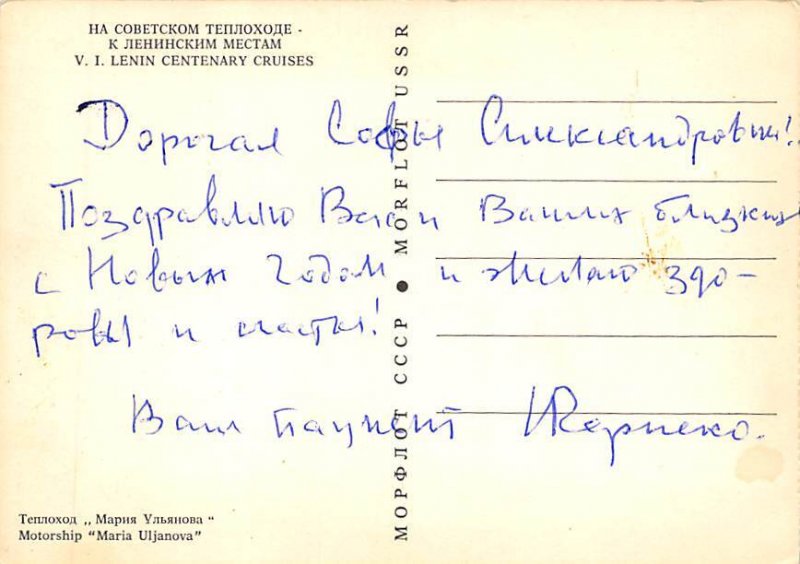 НА СОВЕТСКОМ ТЕПЛОХОДЕ -
К ЛЕНИНСКИМ МЕСТАМ
V. I. LENIN CENTENARY CRUISES
МОРФЛОТ СССР ● MORFLOT USSR
Дорогая Софья Александровна!
Поздравляю Вас и Ваших близких
с Новым Годом и желаю здо-
ровья и счастья!
Ваш пациент
Теплоход „Мария Ульянова“
Motorship “Maria Uljanova”